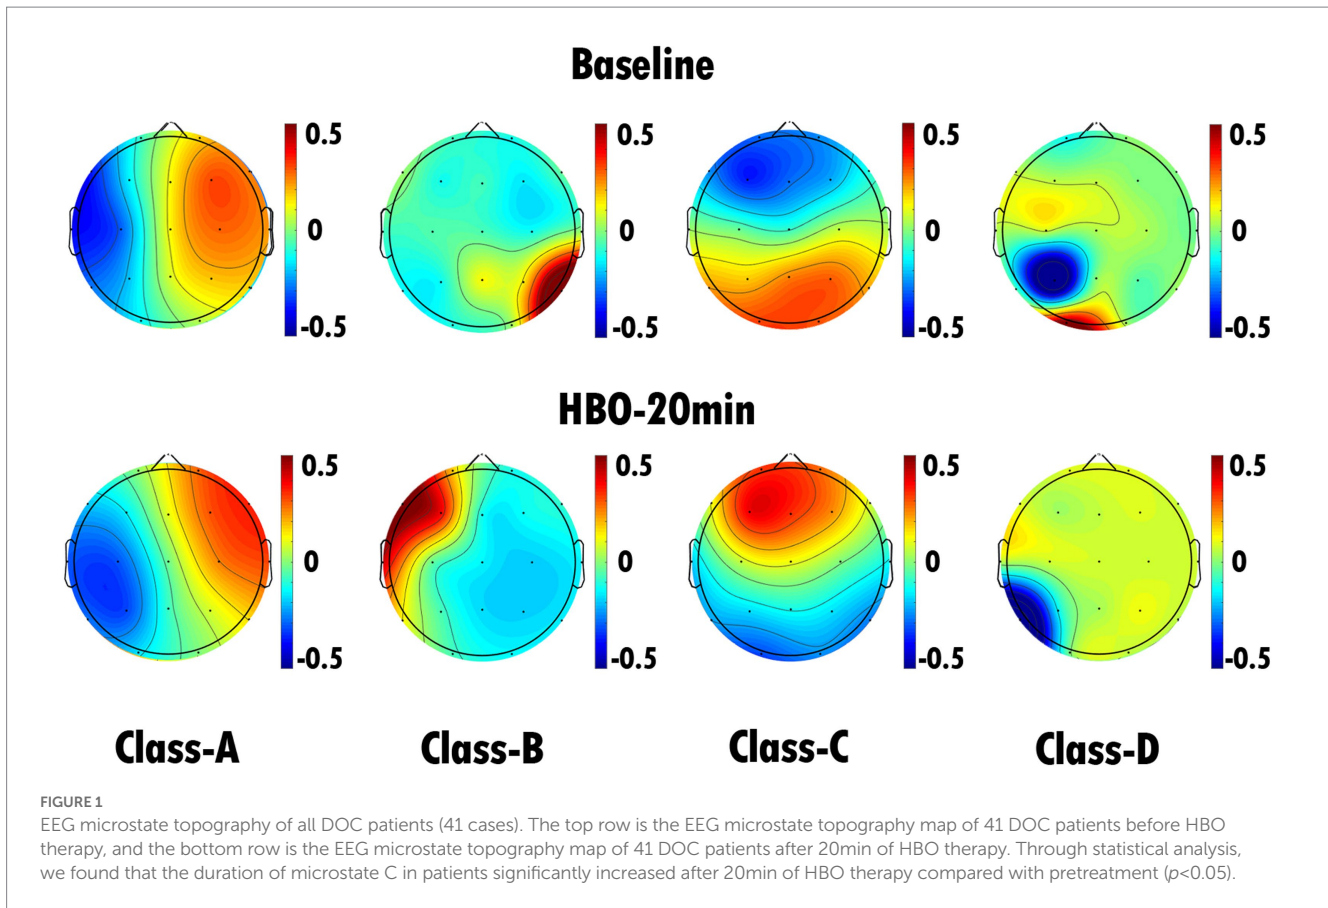 Baseline
0.5 0.5 0.5 0.5
0 0 0 0
-0.5 -0.5 -0.5 -0.5
HBO-20min
0.5 0.5 0.5 0.5
0 0 0 0
-0.5 -0.5 -0.5 -0.5
Class-A Class-B Class-C Class-D
FIGURE 1
EEG microstate topography of all DOC patients (41 cases). The top row is the EEG microstate topography map of 41 DOC patients before HBO
therapy, and the bottom row is the EEG microstate topography map of 41 DOC patients after 20min of HBO therapy. Through statistical analysis,
we found that the duration of microstate C in patients significantly increased after 20min of HBO therapy compared with pretreatment (p<0.05).